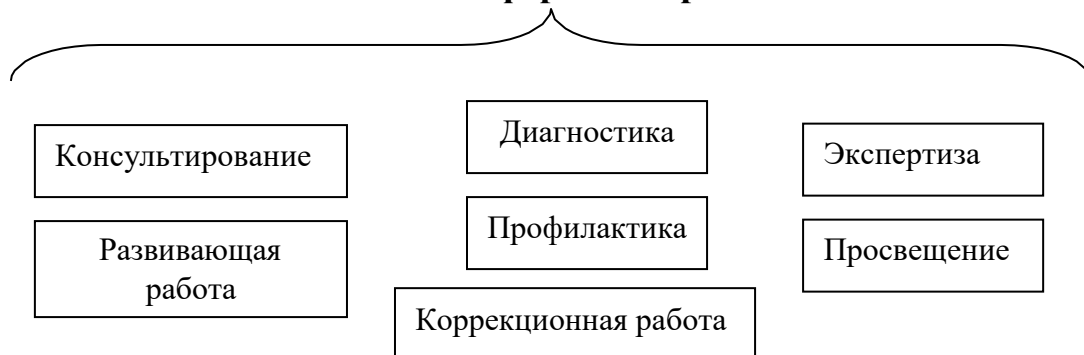 Диагностика
Консультирование
Экспертиза
Профилактика
Развивающая
работа
Просвещение
Коррекционная работа